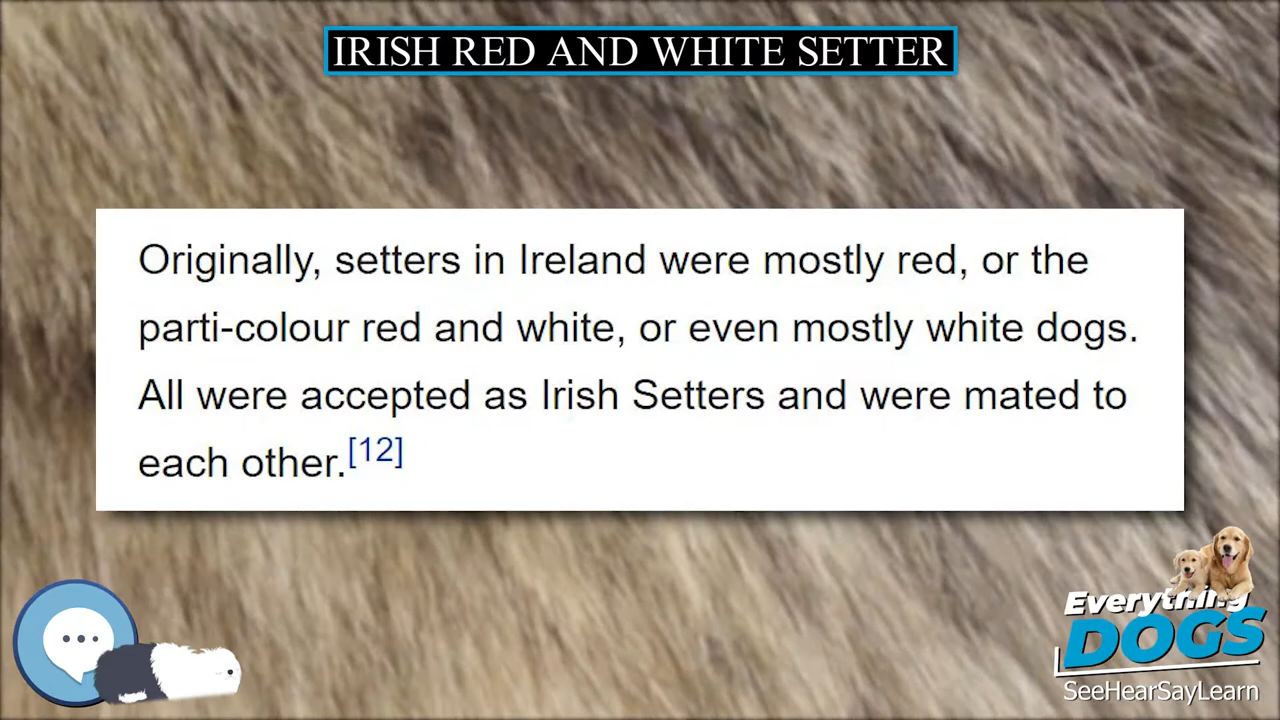 IRISH RED AND WHITE SETTER
Originally, setters in Ireland were mostly red, or the
parti-colour red and white, or even mostly white dogs.
All were accepted as Irish Setters and were mated to
each other.[12]
Everything
DOGS
SeeHearSayLearn